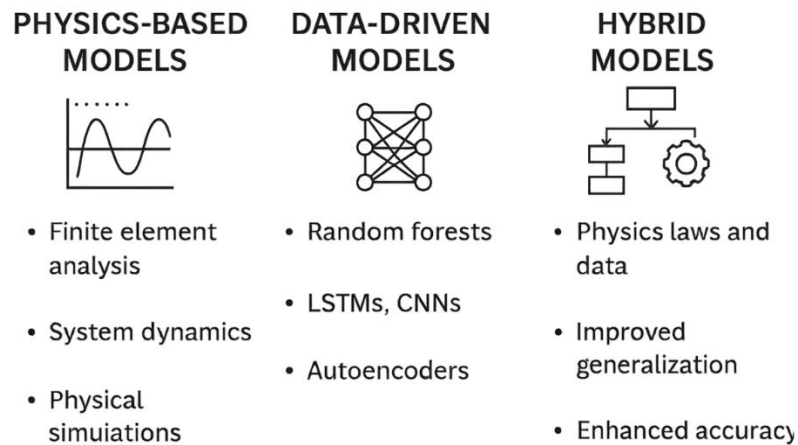 PHYSICS-BASED
MODELS
• Finite element
analysis
• System dynamics
• Physical
simuiations
DATA-DRIVEN
MODELS
• Random forests
• LSTMs, CNNs
• Autoencoders
HYBRID
MODELS
• Physics laws and
data
• Improved
generalization
• Enhanced accuracy